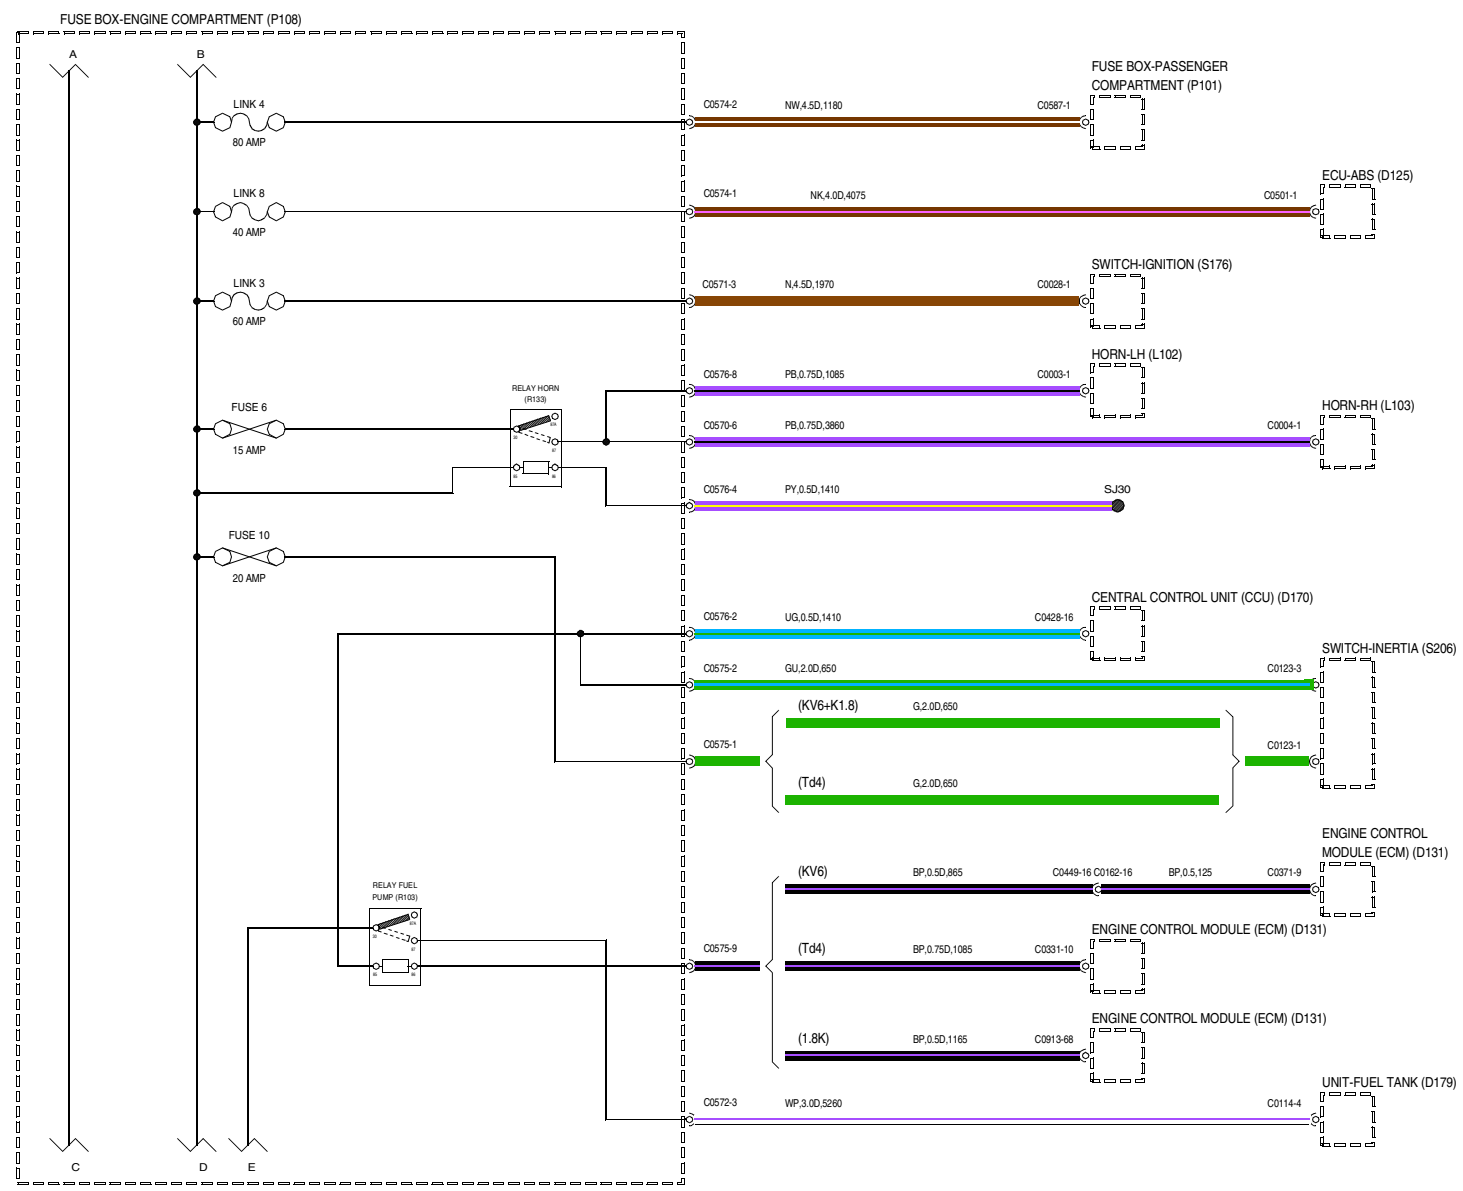 FUSE BOX-ENGINE COMPARTMENT (P108)
A
B
LINK 4
80 AMP
C0574-2
NW,4.5D,1180
C0587-1
FUSE BOX-PASSENGER
COMPARTMENT (P101)
LINK 8
40 AMP
C0574-1
NK,4.0D,4075
C0501-1
ECU-ABS (D125)
LINK 3
60 AMP
C0571-3
N,4.5D,1970
C0028-1
SWITCH-IGNITION (S176)
HORN-LH (L102)
C0576-8
PB,0.75D,1085
C0003-1
RELAY HORN
(R133)
FUSE 6
15 AMP
30
87A
87
85
86
C0570-6
PB,0.75D,3860
C0004-1
HORN-RH (L103)
C0576-4
PY,0.5D,1410
SJ30
FUSE 10
20 AMP
CENTRAL CONTROL UNIT (CCU) (D170)
C0576-2
UG,0.5D,1410
C0428-16
SWITCH-INERTIA (S206)
C0575-2
GU,2.0D,650
C0123-3
(KV6+K1.8)
G,2.0D,650
C0575-1
C0123-1
(Td4)
G,2.0D,650
ENGINE CONTROL
MODULE (ECM) (D131)
(KV6)
BP,0.5D,865
C0449-16 C0162-16
BP,0.5,125
C0371-9
RELAY FUEL
PUMP (R103)
30
87A
87
85
86
ENGINE CONTROL MODULE (ECM) (D131)
C0575-9
(Td4)
BP,0.75D,1085
C0331-10
ENGINE CONTROL MODULE (ECM) (D131)
(1.8K)
BP,0.5D,1165
C0913-68
UNIT-FUEL TANK (D179)
C0572-3
WP,3.0D,5260
C0114-4
C
D
E